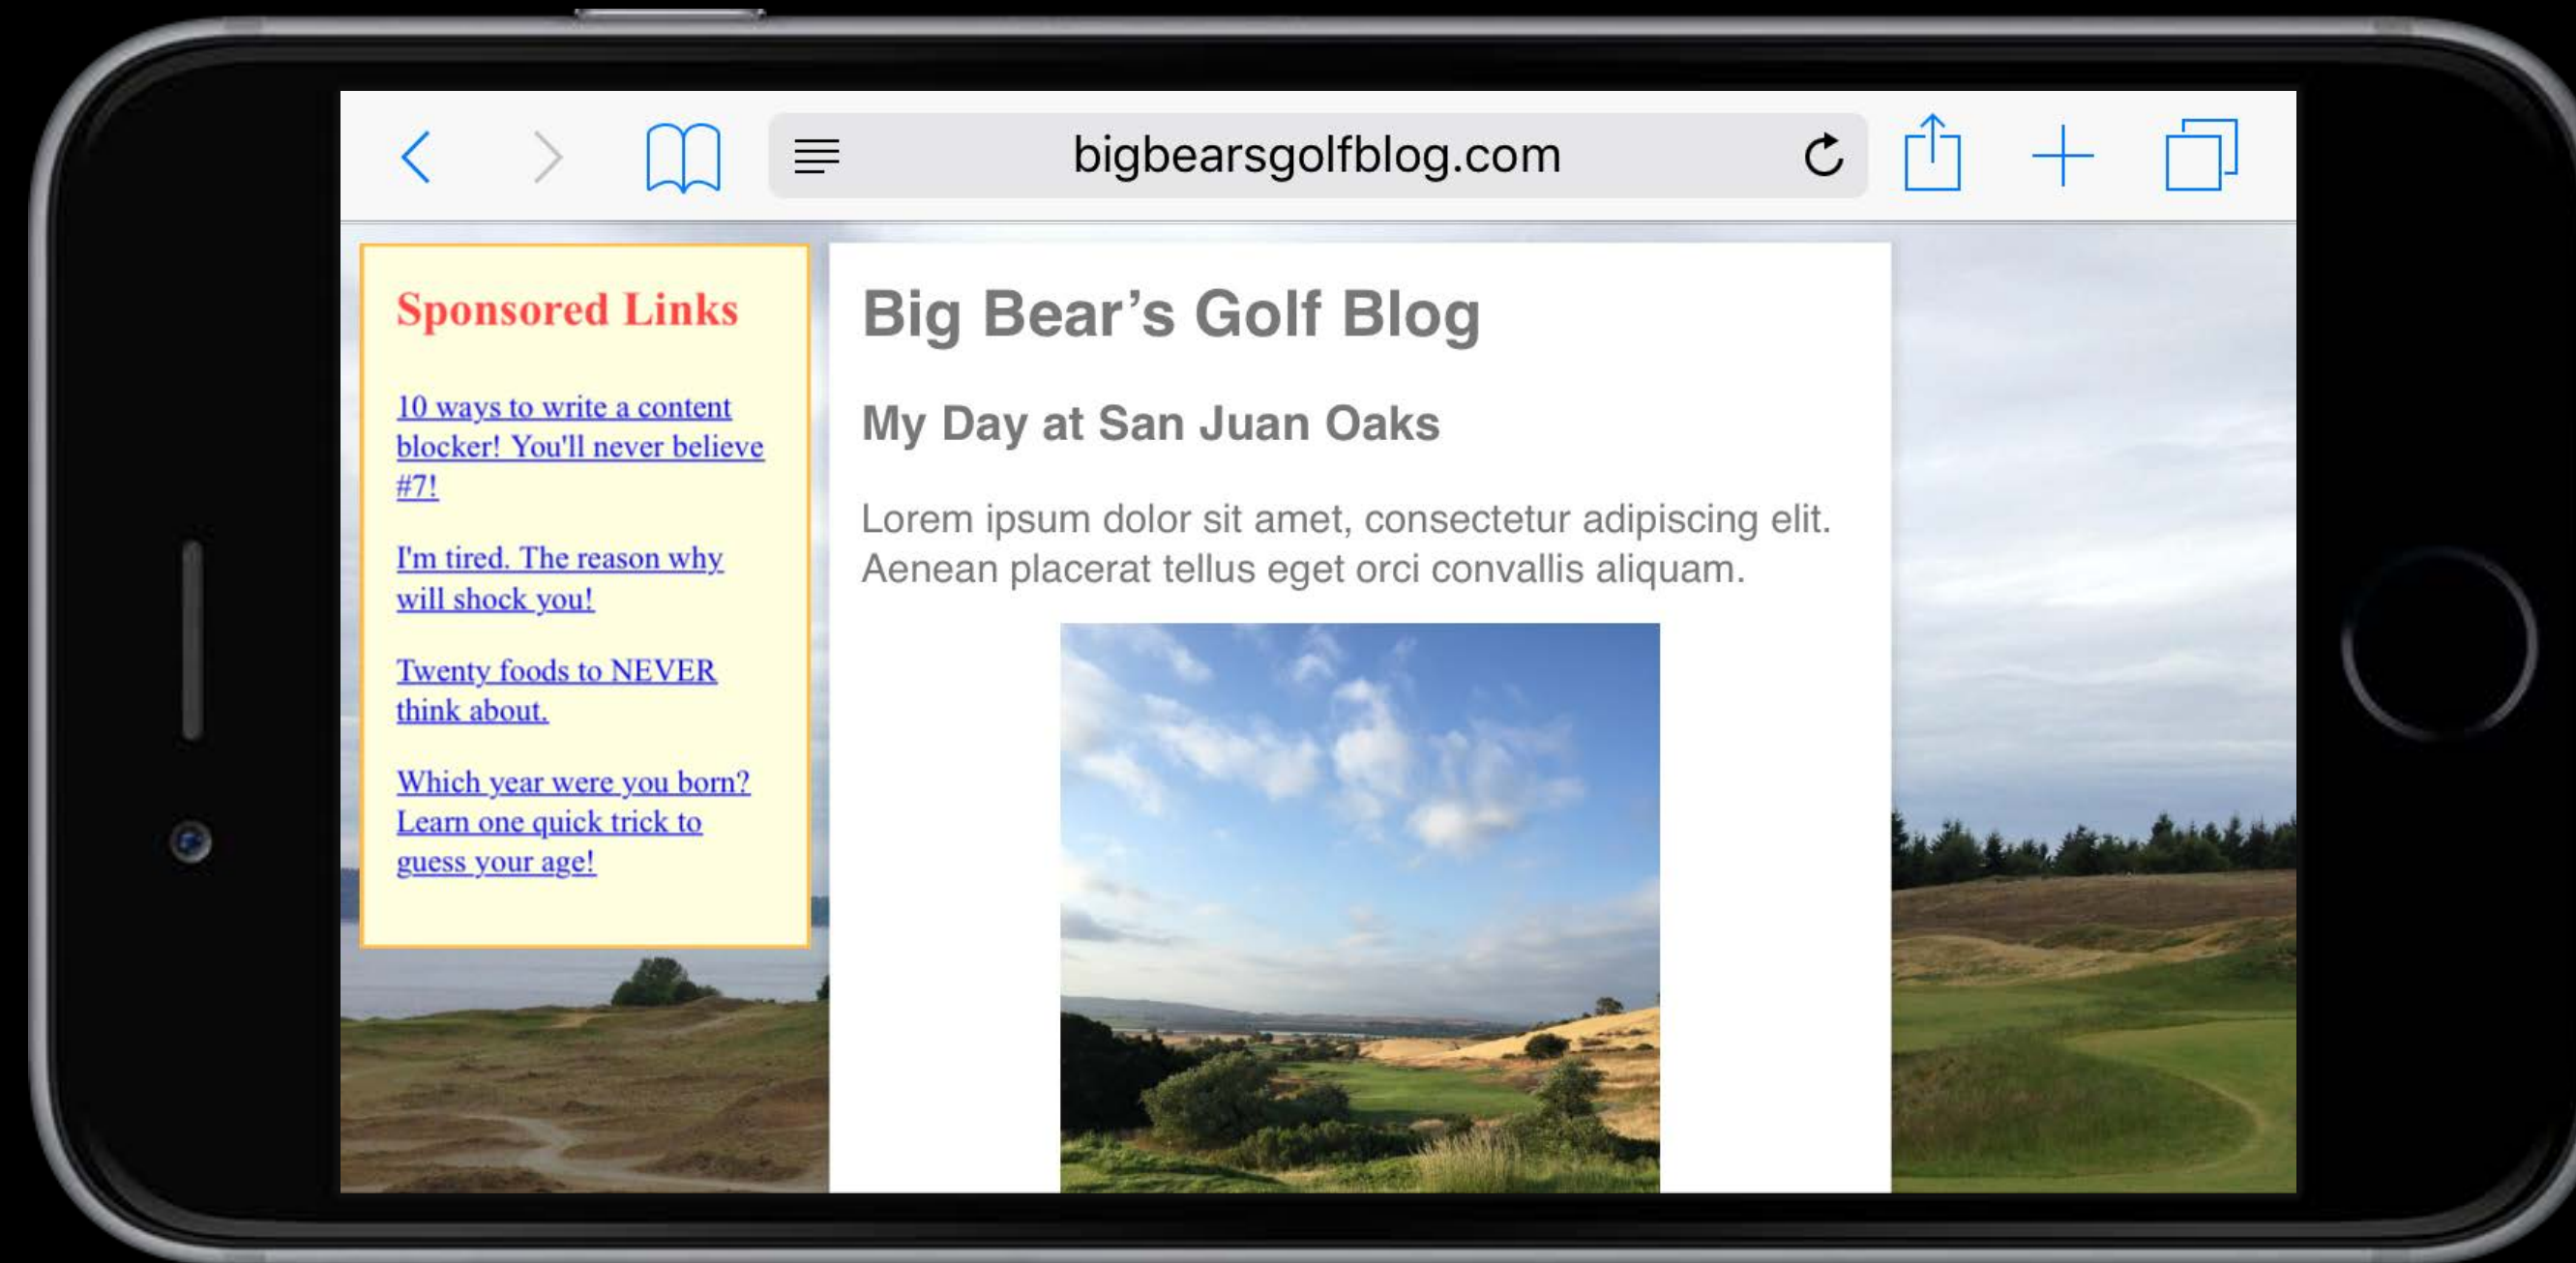 bigbearsgolfblog.com
Sponsored Links
10 ways to write a content
blocker! You'll never believe
#7!
I'm tired. The reason why
will shock you!
Twenty foods to NEVER
think about.
Which year were you born?
Learn one quick trick to
guess your age!
Big Bear’s Golf Blog
My Day at San Juan Oaks
Lorem ipsum dolor sit amet, consectetur adipiscing elit.
Aenean placerat tellus eget orci convallis aliquam.